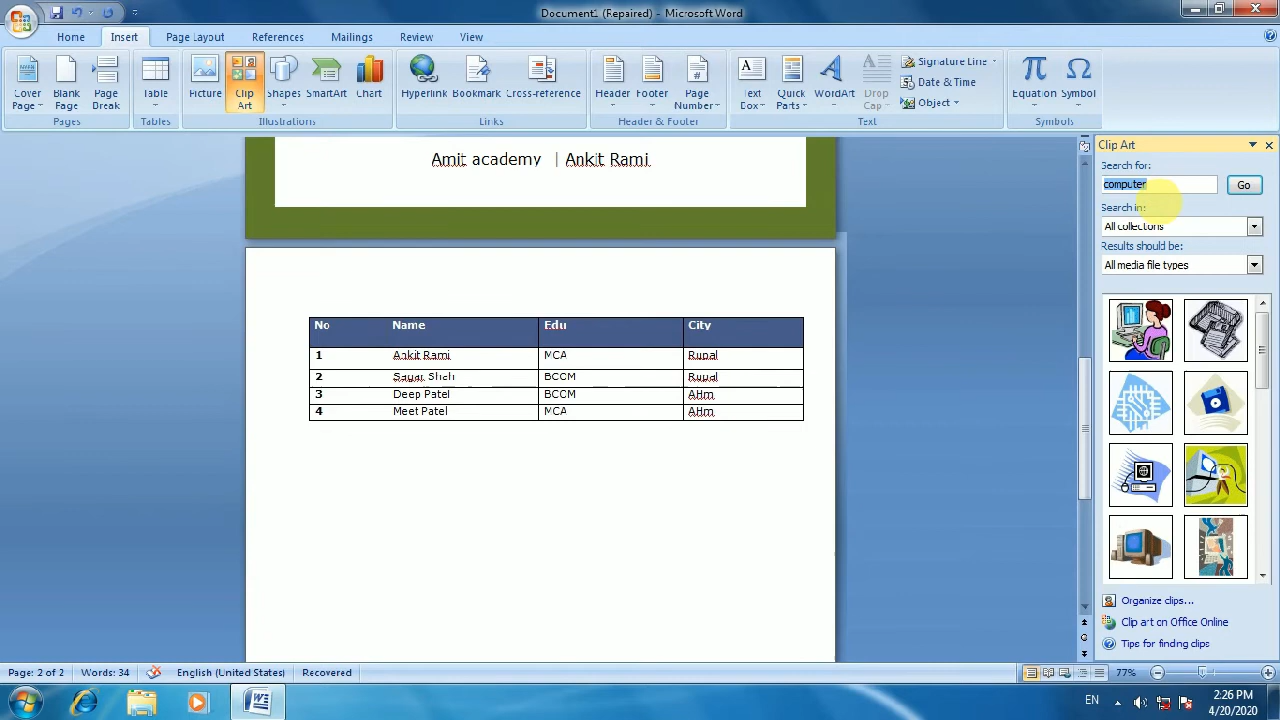 Document1 (Repaired) - Microsoft Word
Home Insert Page Layout References Mailings Review View
Cover Page
Blank Page
Page Break
Table
Picture
Clip Art
Shapes
SmartArt
Chart
Hyperlink
Bookmark
Cross-reference
Header
Footer
Page Number
Text Box
Quick Parts
WordArt
Drop Cap
Signature Line
Date & Time
Object
Equation
Symbol
Pages Tables Illustrations Links Header & Footer Text Symbols
Amit academy | Ankit Rami
No Name Edu City
1 Ankit Rami MCA Rupal
2 Sagar Shah BCCM Rupal
3 Deep Patel BCCM AHm
4 Meet Patel MCA AHm
Clip Art
Search for:
computer Go
Search in:
All collections
Results should be:
All media file types
Organize clips...
Clip art on Office Online
Tips for finding clips
Page: 2 of 2 Words: 34 English (United States) Recovered 77%
EN 2:26 PM
4/20/2020